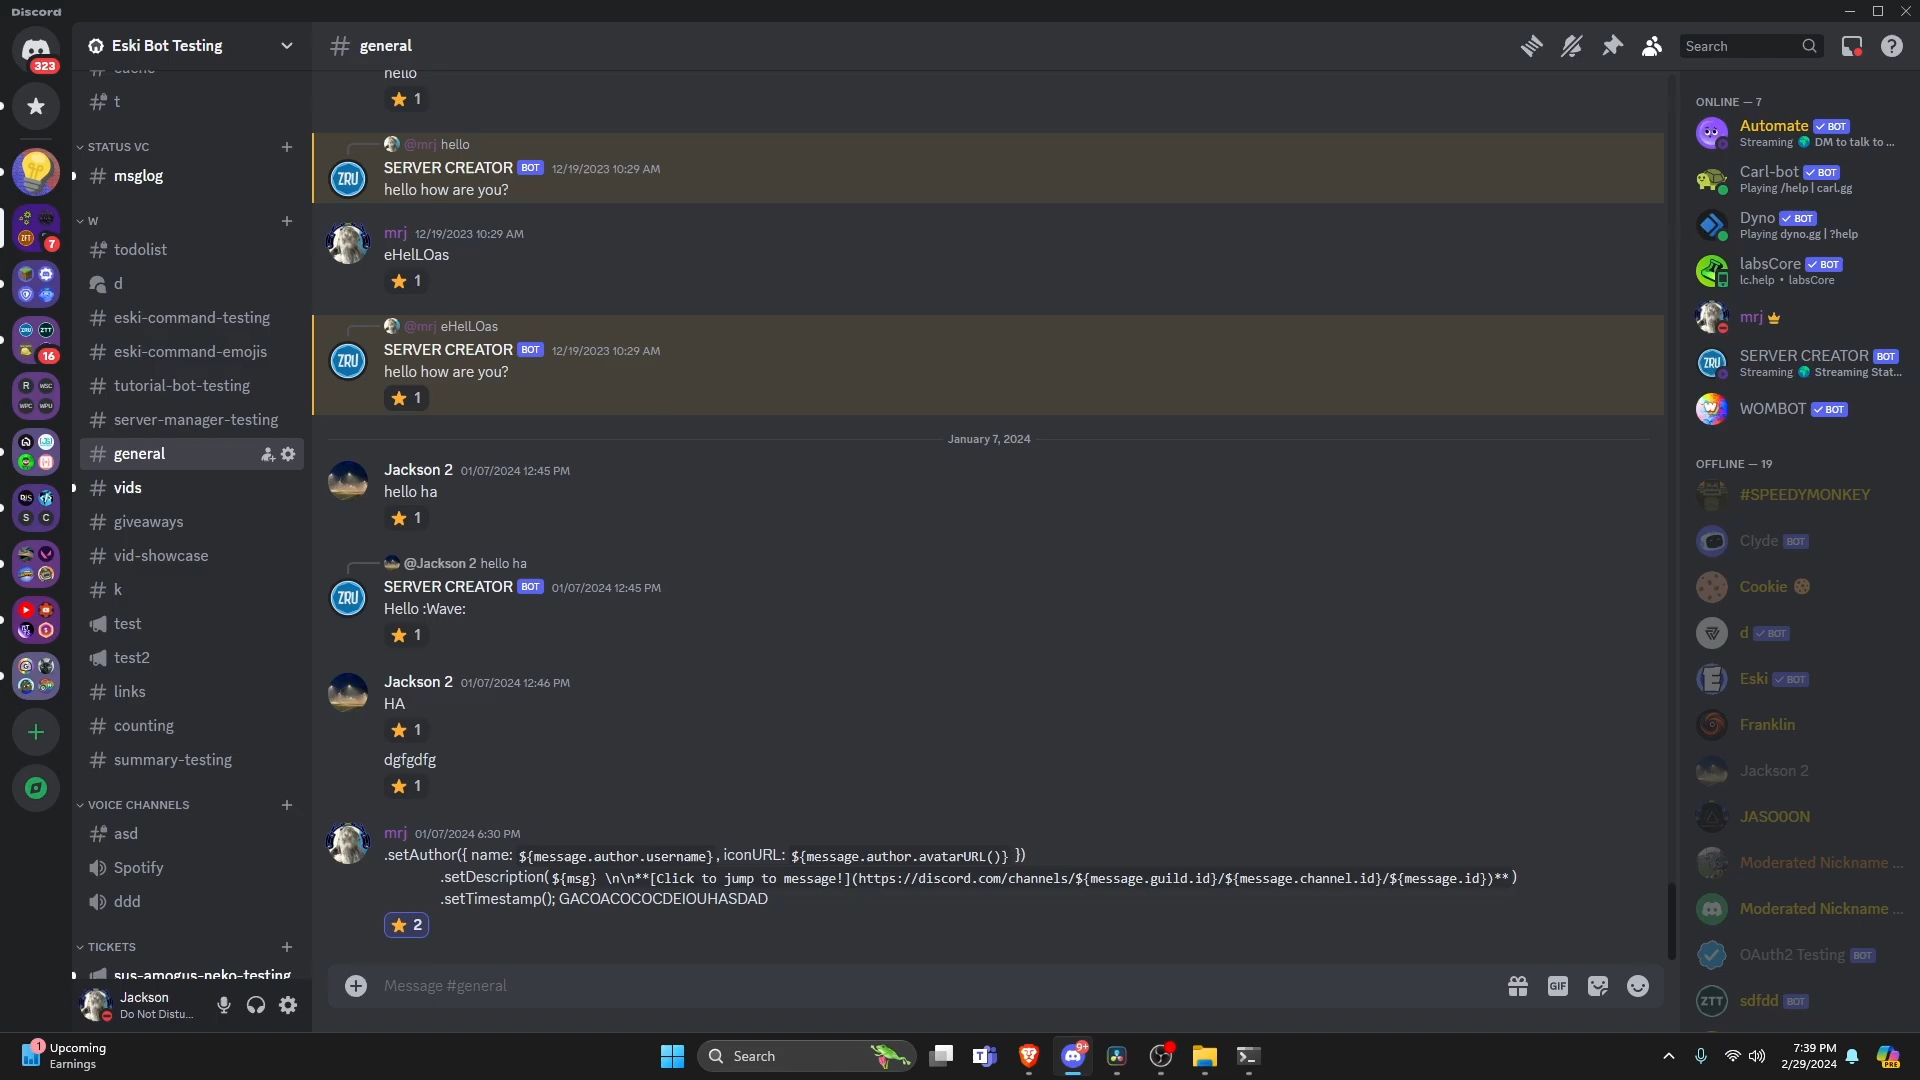 Discord
323
Eski Bot Testing
cache
t
STATUS VC
msglog
W
todolist
d
eski-command-testing
eski-command-emojis
tutorial-bot-testing
server-manager-testing
general
vids
giveaways
vid-showcase
k
test
test2
links
counting
summary-testing
VOICE CHANNELS
asd
Spotify
ddd
TICKETS
sus-amogus-neko-testing
Jackson
Do Not Distu...
7
16
general
Search
hello
1
@mrj hello
SERVER CREATOR BOT 12/19/2023 10:29 AM
hello how are you?
mrj 12/19/2023 10:29 AM
eHelLOas
1
@mrj eHelLOas
SERVER CREATOR BOT 12/19/2023 10:29 AM
hello how are you?
1
January 7, 2024
Jackson 2 01/07/2024 12:45 PM
hello ha
1
@Jackson 2 hello ha
SERVER CREATOR BOT 01/07/2024 12:45 PM
Hello :Wave:
1
Jackson 2 01/07/2024 12:46 PM
HA
1
dgfgdfg
1
mrj 01/07/2024 6:30 PM
.setAuthor({ name: ${message.author.username}, iconURL: ${message.author.avatarURL()} })
.setDescription(${msg} \n\n**[Click to jump to message!](https://discord.com/channels/${message.guild.id}/${message.channel.id}/${message.id})**)
.setTimestamp(); GACOACOCOCDEIOUHASDAD
2
Message #general
GIF
ONLINE — 7
Automate BOT
Streaming DM to talk to ...
Carl-bot BOT
Playing /help | carl.gg
Dyno BOT
Playing dyno.gg | ?help
labsCore BOT
lc.help • labsCore
mrj
SERVER CREATOR BOT
Streaming Streaming Stat...
WOMBOT BOT
OFFLINE — 19
#SPEEDYMONKEY
Clyde BOT
Cookie
d BOT
Eski BOT
Franklin
Jackson 2
JASO0ON
Moderated Nickname ...
Moderated Nickname ...
OAuth2 Testing BOT
ZTT
sdfdd BOT
1
Upcoming
Earnings
Search
9+
7:39 PM
2/29/2024
PRE